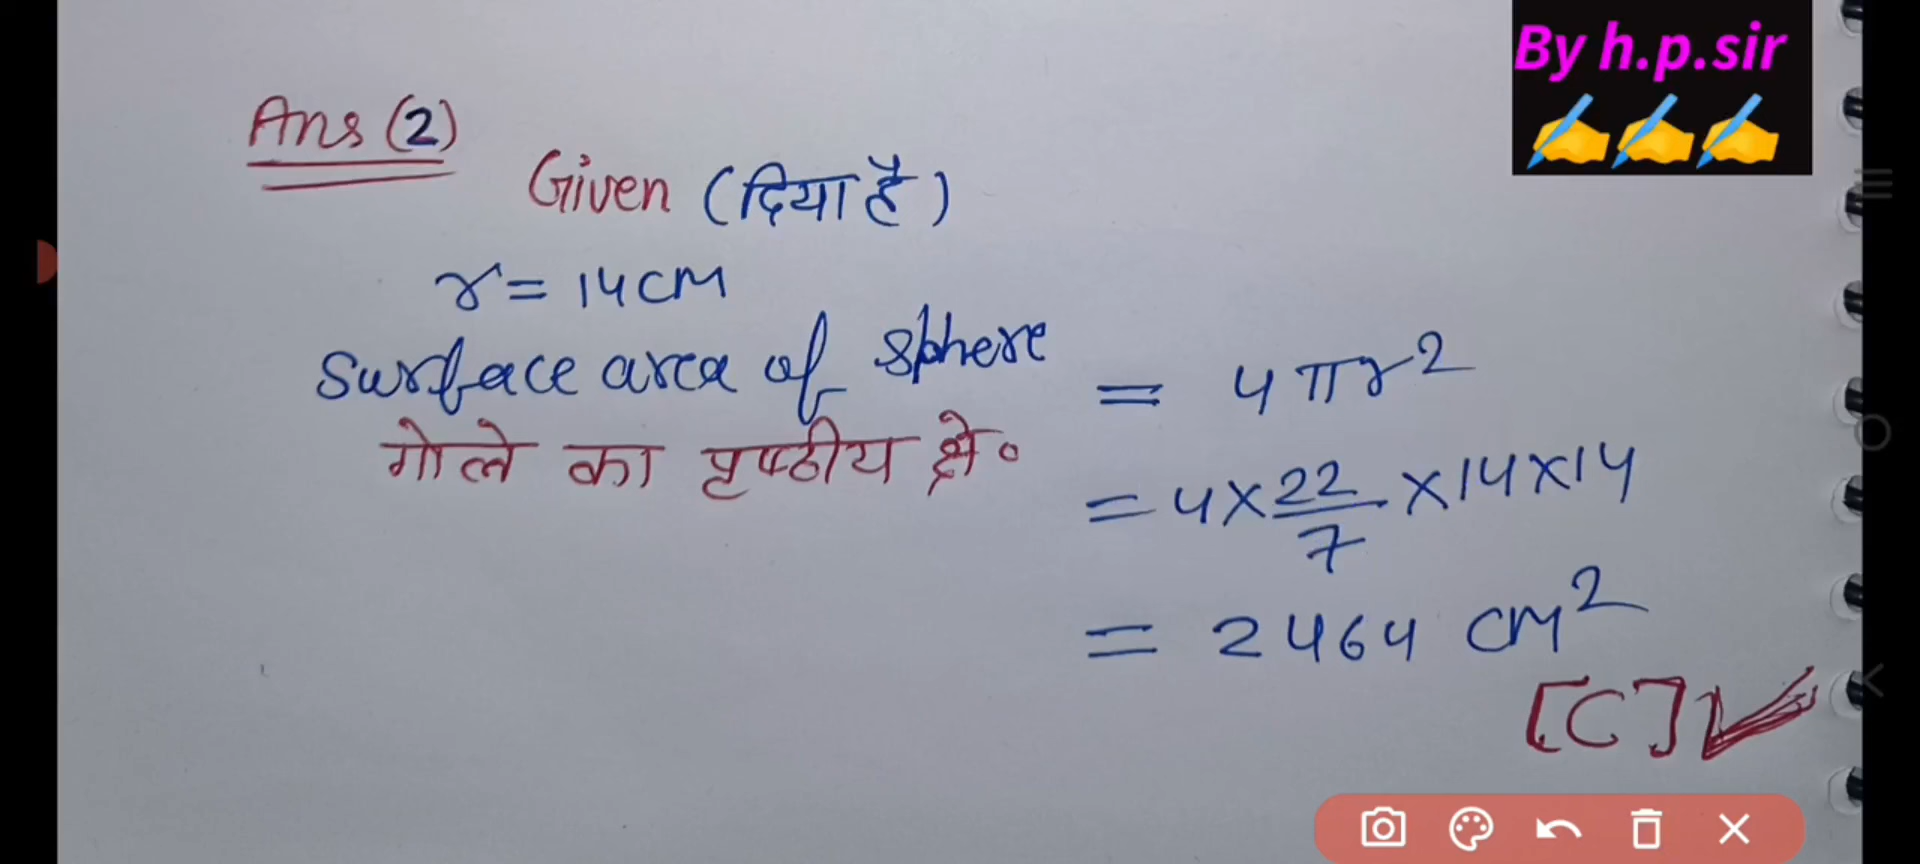 By h.p.sir
Ans (2)
Given (दिया है)
r = 14 cm
Surface area of sphere = 4πr²
गोले का पृष्ठीय क्षे०
= 4 × 22/7 × 14 × 14
= 2464 cm²
[C]